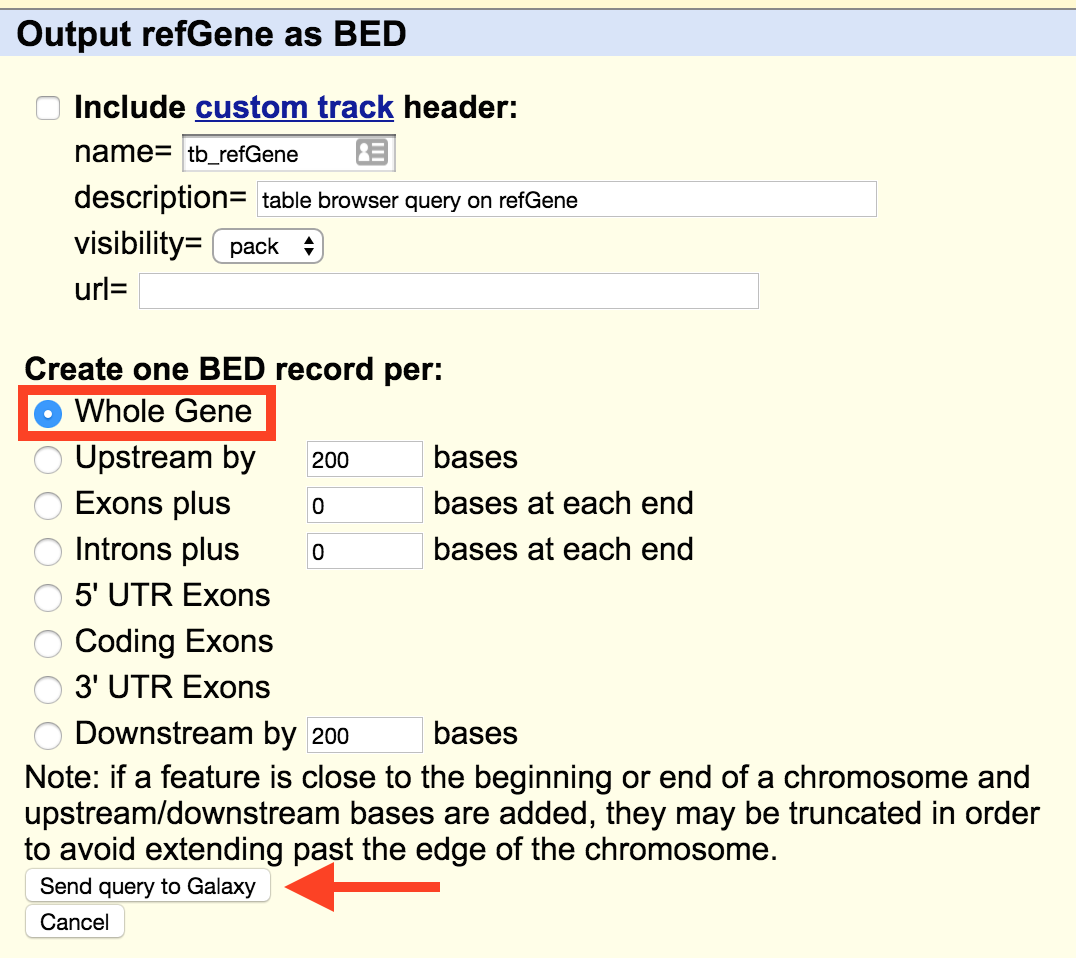 Output refGene as BED
Include custom track header:
name= tb_refGene
description= table browser query on refGene
visibility= pack
url=
Create one BED record per:
Whole Gene
Upstream by 200 bases
Exons plus 0 bases at each end
Introns plus 0 bases at each end
5' UTR Exons
Coding Exons
3' UTR Exons
Downstream by 200 bases
Note: if a feature is close to the beginning or end of a chromosome and
upstream/downstream bases are added, they may be truncated in order
to avoid extending past the edge of the chromosome.
Send query to Galaxy
Cancel